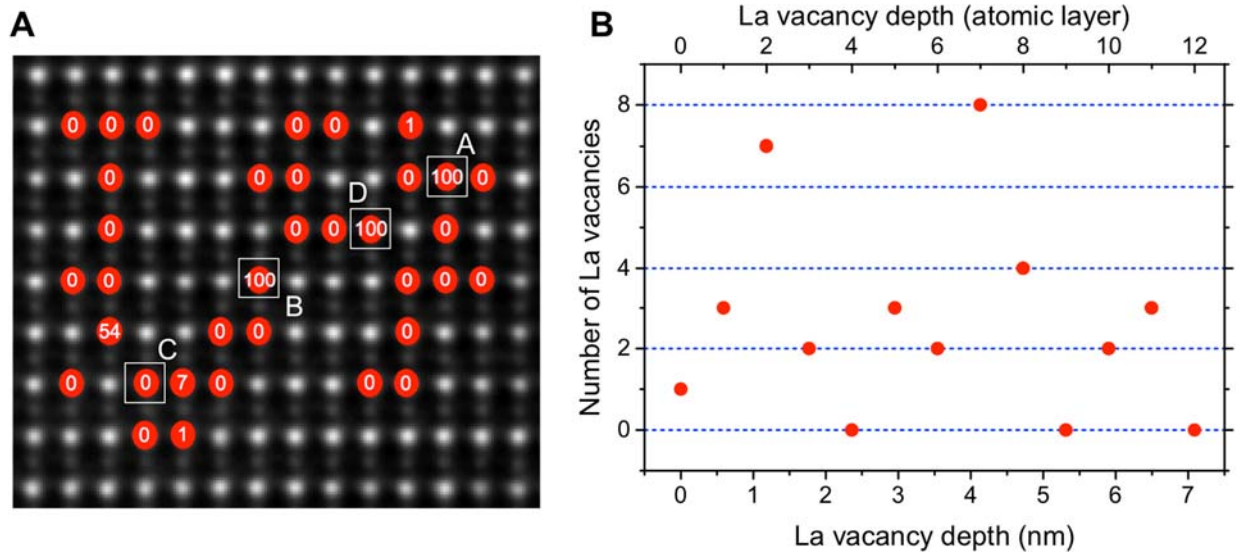 A
0 0 0 0 0 1
A
0 0 0 0 100 0
D
0 0 0 100 0
0 0 100 0 0 0
B
54 0 0 0
C
0 0 7 0 0 0
0 1
B
La vacancy depth (atomic layer)
0 2 4 6 8 10 12
Number of La vacancies
8
6
4
2
0
0 1 2 3 4 5 6 7
La vacancy depth (nm)